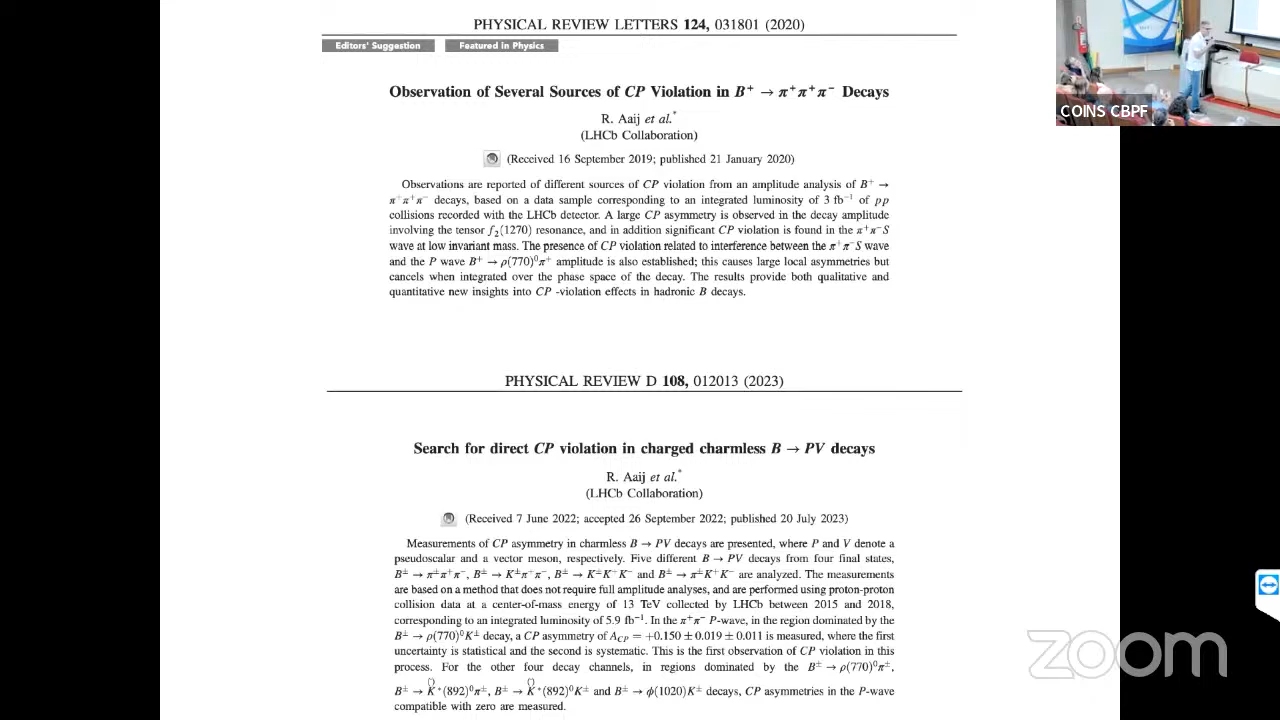 PHYSICAL REVIEW LETTERS 124, 031801 (2020)
Editors' Suggestion Featured in Physics
Observation of Several Sources of CP Violation in B⁺ → π⁺π⁺π⁻ Decays
R. Aaij et al.*
(LHCb Collaboration)
(Received 16 September 2019; published 21 January 2020)
Observations are reported of different sources of CP violation from an amplitude analysis of B⁺ →
π⁺π⁺π⁻ decays, based on a data sample corresponding to an integrated luminosity of 3 fb⁻¹ of pp
collisions recorded with the LHCb detector. A large CP asymmetry is observed in the decay amplitude
involving the tensor f₂(1270) resonance, and in addition significant CP violation is found in the π⁺π⁻S
wave at low invariant mass. The presence of CP violation related to interference between the π⁺π⁻S wave
and the P wave B⁺ → ρ(770)⁰π⁺ amplitude is also established; this causes large local asymmetries but
cancels when integrated over the phase space of the decay. The results provide both qualitative and
quantitative new insights into CP -violation effects in hadronic B decays.
PHYSICAL REVIEW D 108, 012013 (2023)
Search for direct CP violation in charged charmless B → PV decays
R. Aaij et al.*
(LHCb Collaboration)
(Received 7 June 2022; accepted 26 September 2022; published 20 July 2023)
Measurements of CP asymmetry in charmless B → PV decays are presented, where P and V denote a
pseudoscalar and a vector meson, respectively. Five different B → PV decays from four final states,
B± → π±π⁺π⁻, B± → K±π⁺π⁻, B± → K±K⁺K⁻ and B± → π±K⁺K⁻ are analyzed. The measurements
are based on a method that does not require full amplitude analyses, and are performed using proton-proton
collision data at a center-of-mass energy of 13 TeV collected by LHCb between 2015 and 2018,
corresponding to an integrated luminosity of 5.9 fb⁻¹. In the π⁺π⁻ P-wave, in the region dominated by the
B± → ρ(770)⁰K± decay, a CP asymmetry of A_CP = +0.150 ± 0.019 ± 0.011 is measured, where the first
uncertainty is statistical and the second is systematic. This is the first observation of CP violation in this
process. For the other four decay channels, in regions dominated by the B± → ρ(770)⁰π±,
B± → K̄*(892)⁰π±, B± → K̄*(892)⁰K± and B± → ϕ(1020)K± decays, CP asymmetries in the P-wave
compatible with zero are measured.
COINS CBPF
zoom